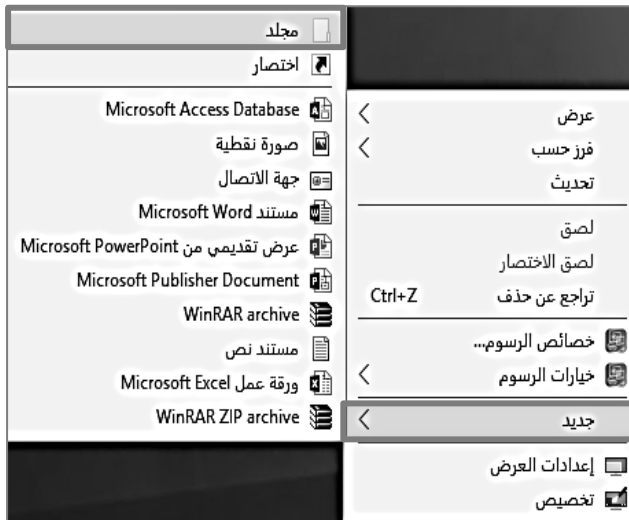 عرض
فرز حسب
تحديث
لصق
لصق الاختصار
تراجع عن حذف Ctrl+Z
خصائص الرسوم...
خيارات الرسوم
جديد
إعدادات العرض
تخصيص
مجلد
اختصار
Microsoft Access Database
صورة نقطية
جهة الاتصال
مستند Microsoft Word
عرض تقديمي من Microsoft PowerPoint
Microsoft Publisher Document
WinRAR archive
مستند نص
ورقة عمل Microsoft Excel
WinRAR ZIP archive